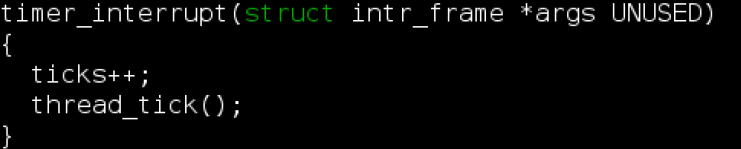 timer_interrupt(struct intr_frame *args UNUSED)
{
  ticks++;
  thread_tick();
}